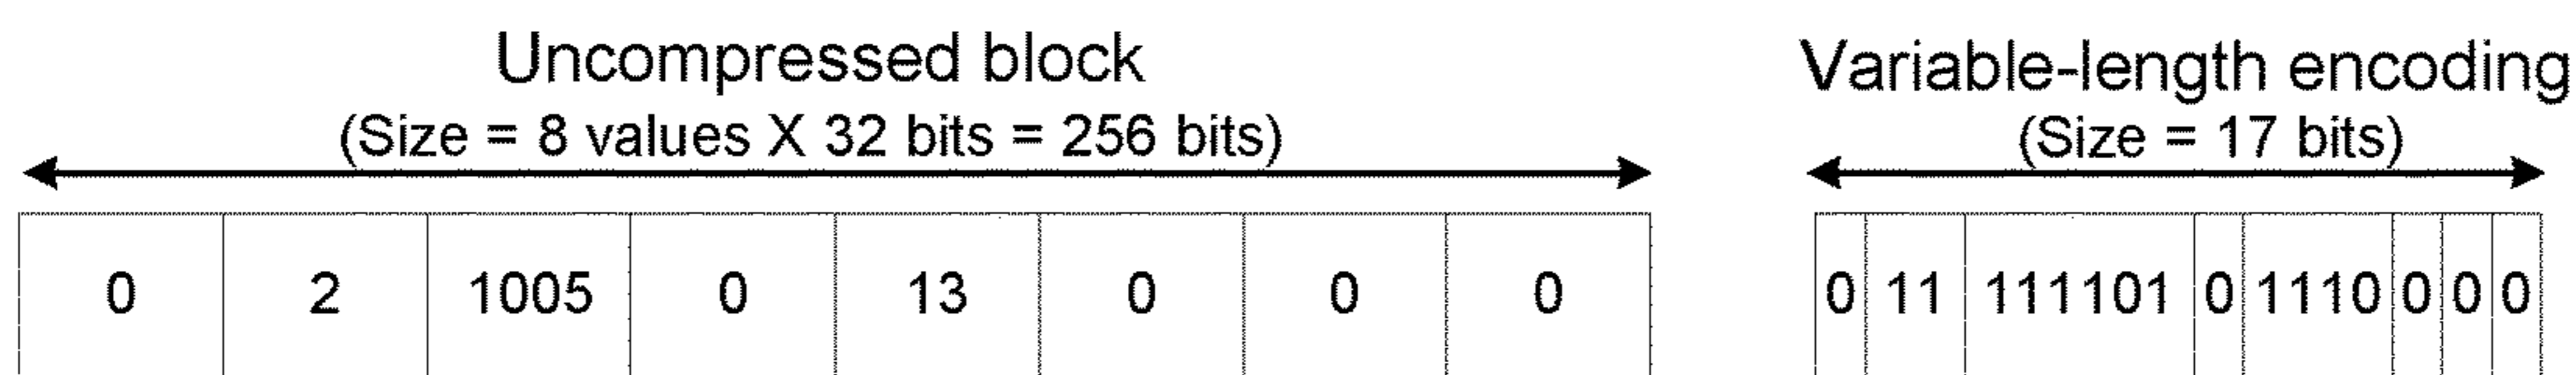 Uncompressed block
(Size = 8 values X 32 bits = 256 bits)
0 2 1005 0 13 0 0 0
Variable-length encoding
(Size = 17 bits)
0 11 111101 0 1110 0 0 0